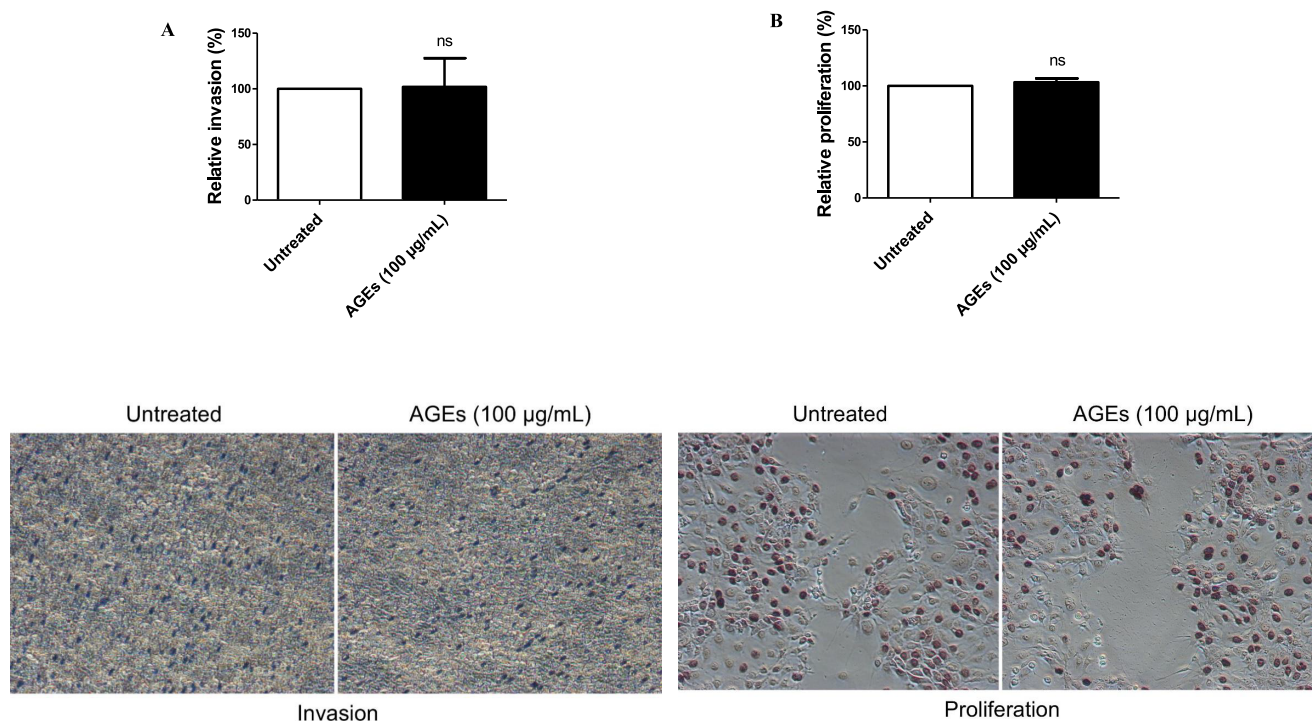 A
Relative invasion (%)
150
100
50
0
ns
Untreated
AGEs (100 µg/mL)
B
Relative proliferation (%)
150
100
50
0
ns
Untreated
AGEs (100 µg/mL)
Untreated
AGEs (100 µg/mL)
Invasion
Untreated
AGEs (100 µg/mL)
Proliferation